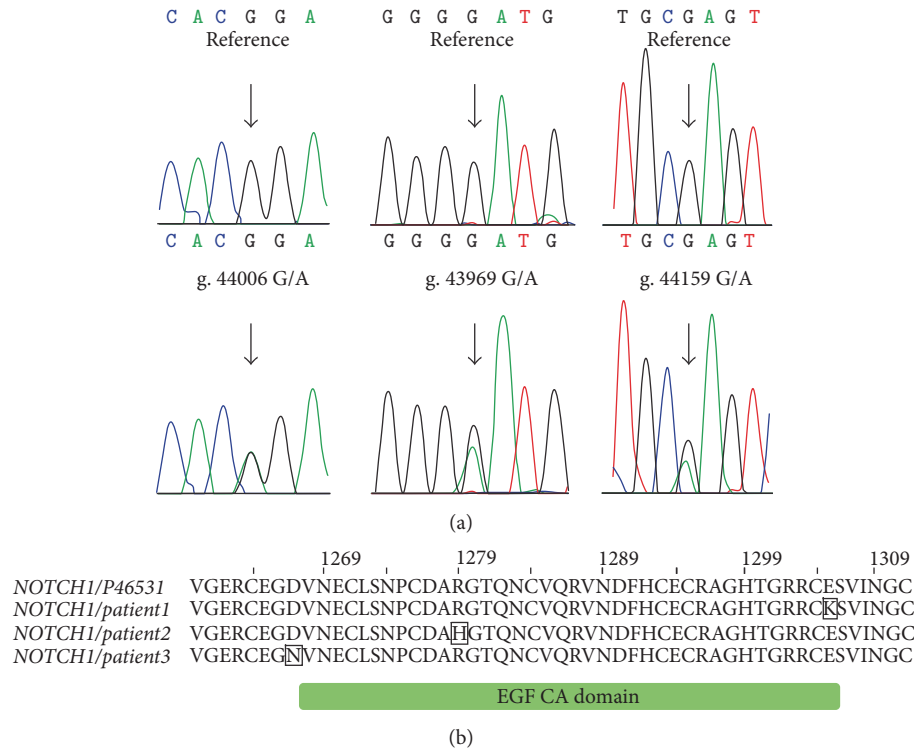 C A C G G A G G G G A T G T G C G A G T
Reference Reference Reference
C A C G G A G G G G A T G T G C G A G T
g. 44006 G/A g. 43969 G/A g. 44159 G/A
(a)
1269 1279 1289 1299 1309
NOTCH1/P46531 VGERCEGDVNECLSNPCDARGTQNCVQRVNDFHCECRAGHTGRRCESVINGC
NOTCH1/patient1 VGERCEGDVNECLSNPCDARGTQNCVQRVNDFHCECRAGHTGRRCKSVINGC
NOTCH1/patient2 VGERCEGDVNECLSNPCDAHGTQNCVQRVNDFHCECRAGHTGRRCESVINGC
NOTCH1/patient3 VGERCEGNVNECLSNPCDARGTQNCVQRVNDFHCECRAGHTGRRCESVINGC
EGF CA domain
(b)